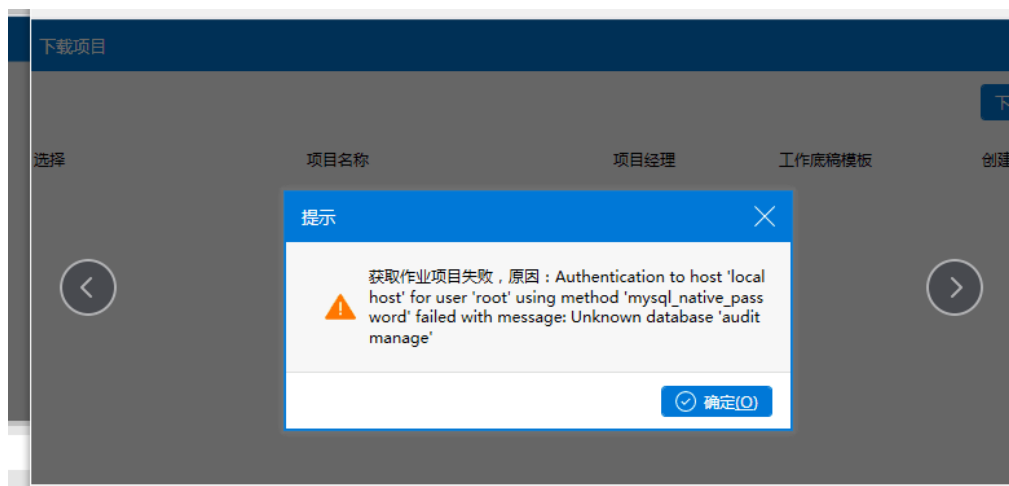 下载项目
下
选择 项目名称 项目经理 工作底稿模板 创建
提示
获取作业项目失败，原因：Authentication to host 'local
host' for user 'root' using method 'mysql_native_pass
word' failed with message: Unknown database 'audit
manage'
确定(O)